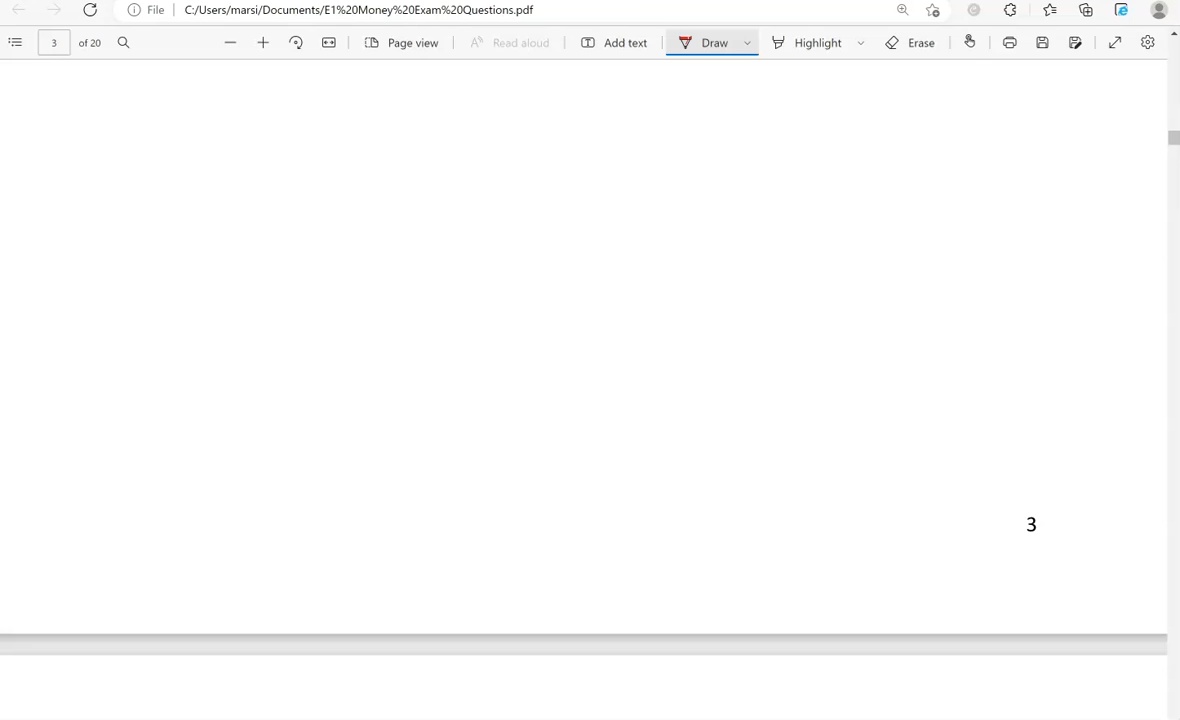 File C:/Users/marsi/Documents/E1%20Money%20Exam%20Questions.pdf
3 of 20 Page view Read aloud Add text Draw Highlight Erase
3